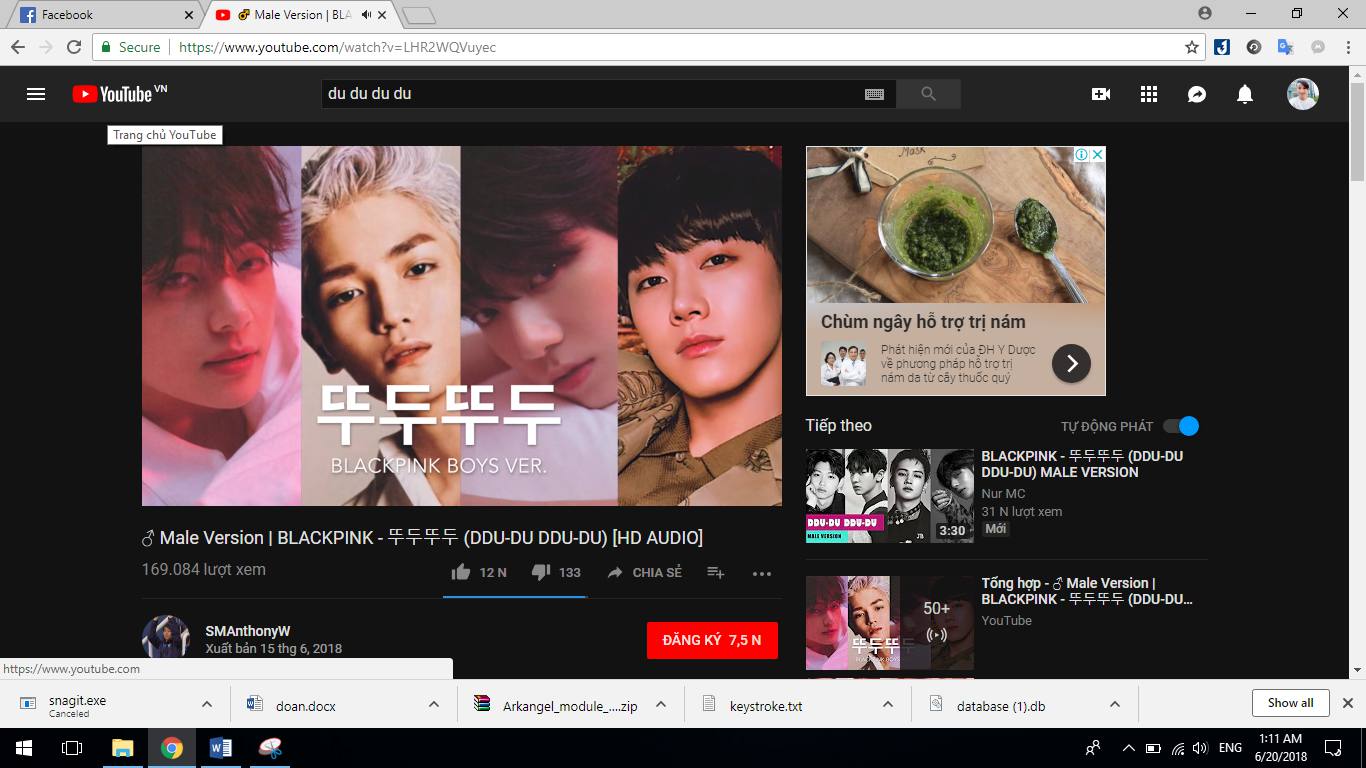 Facebook
♂ Male Version | BLA
Secure
https://www.youtube.com/watch?v=LHR2WQVuyec
YouTube VN
du du du du
Trang chủ YouTube
뚜두뚜두
BLACKPINK BOYS VER.
Mask
Chùm ngây hỗ trợ trị nám
Phát hiện mới của ĐH Y Dược
về phương pháp hỗ trợ trị
nám da từ cây thuốc quý
♂ Male Version | BLACKPINK - 뚜두뚜두 (DDU-DU DDU-DU) [HD AUDIO]
169.084 lượt xem
12 N
133
CHIA SẺ
SMAnthonyW
Xuất bản 15 thg 6, 2018
ĐĂNG KÝ 7,5 N
Tiếp theo
TỰ ĐỘNG PHÁT
DDU-DU DDU-DU
MALE VERSION
JB
3:30
BLACKPINK - 뚜두뚜두 (DDU-DU
DDU-DU) MALE VERSION
Nur MC
31 N lượt xem
Mới
50+
뚜두뚜두
BLACKPINK BOYS VER.
Tổng hợp - ♂ Male Version |
BLACKPINK - 뚜두뚜두 (DDU-DU...
YouTube
https://www.youtube.com
snagit.exe
Canceled
doan.docx
Arkangel_module_....zip
keystroke.txt
database (1).db
Show all
ENG
1:11 AM
6/20/2018